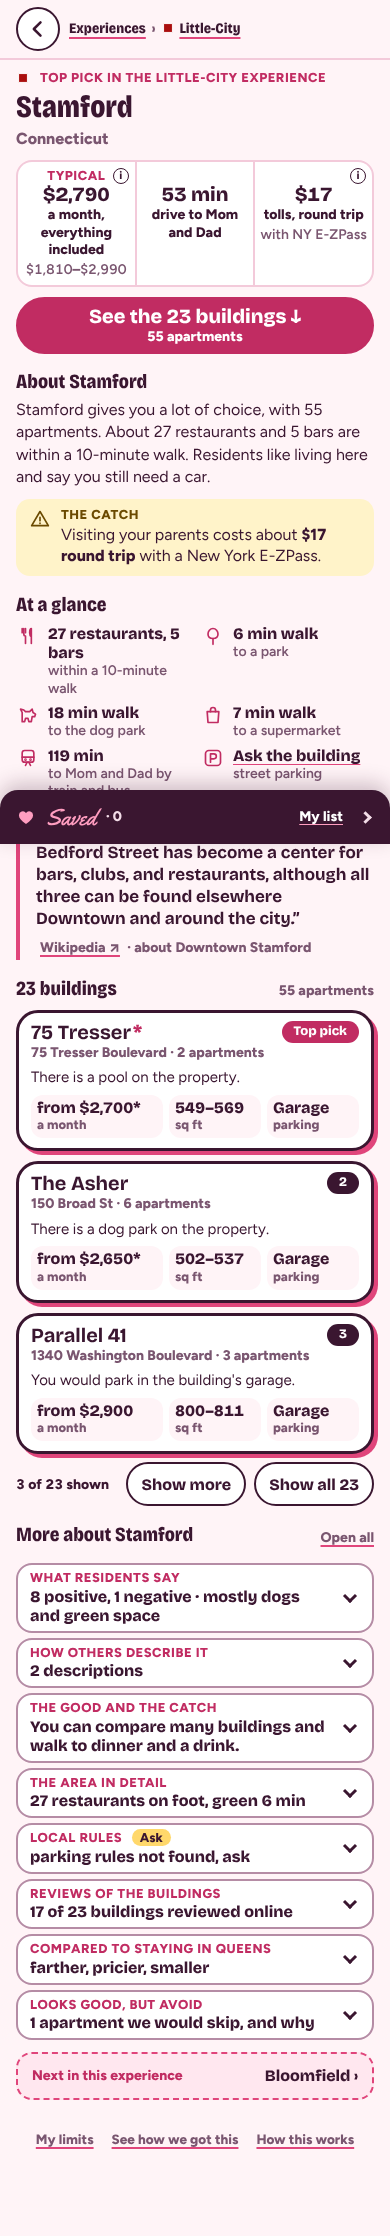 Experiences › Little-City
TOP PICK IN THE LITTLE-CITY EXPERIENCE
Stamford
Connecticut
TYPICAL
$2,790
a month,
everything
included
$1,810–$2,990
53 min
drive to Mom
and Dad
$17
tolls, round trip
with NY E-ZPass
See the 23 buildings ↓
55 apartments
About Stamford
Stamford gives you a lot of choice, with 55
apartments. About 27 restaurants and 5 bars are
within a 10-minute walk. Residents like living here
and say you still need a car.
THE CATCH
Visiting your parents costs about $17
round trip with a New York E-ZPass.
At a glance
27 restaurants, 5
bars
within a 10-minute
walk
6 min walk
to a park
18 min walk
to the dog park
7 min walk
to a supermarket
119 min
to Mom and Dad by
train and bus
Ask the building
street parking
Saved · 0
My list
Bedford Street has become a center for
bars, clubs, and restaurants, although all
three can be found elsewhere
Downtown and around the city.”
Wikipedia ↗ · about Downtown Stamford
23 buildings
55 apartments
75 Tresser*
Top pick
75 Tresser Boulevard · 2 apartments
There is a pool on the property.
from $2,700*
a month
549–569
sq ft
Garage
parking
The Asher
2
150 Broad St · 6 apartments
There is a dog park on the property.
from $2,650*
a month
502–537
sq ft
Garage
parking
Parallel 41
3
1340 Washington Boulevard · 3 apartments
You would park in the building's garage.
from $2,900
a month
800–811
sq ft
Garage
parking
3 of 23 shown
Show more
Show all 23
More about Stamford
Open all
WHAT RESIDENTS SAY
8 positive, 1 negative · mostly dogs
and green space
HOW OTHERS DESCRIBE IT
2 descriptions
THE GOOD AND THE CATCH
You can compare many buildings and
walk to dinner and a drink.
THE AREA IN DETAIL
27 restaurants on foot, green 6 min
LOCAL RULES Ask
parking rules not found, ask
REVIEWS OF THE BUILDINGS
17 of 23 buildings reviewed online
COMPARED TO STAYING IN QUEENS
farther, pricier, smaller
LOOKS GOOD, BUT AVOID
1 apartment we would skip, and why
Next in this experience
Bloomfield ›
My limits
See how we got this
How this works